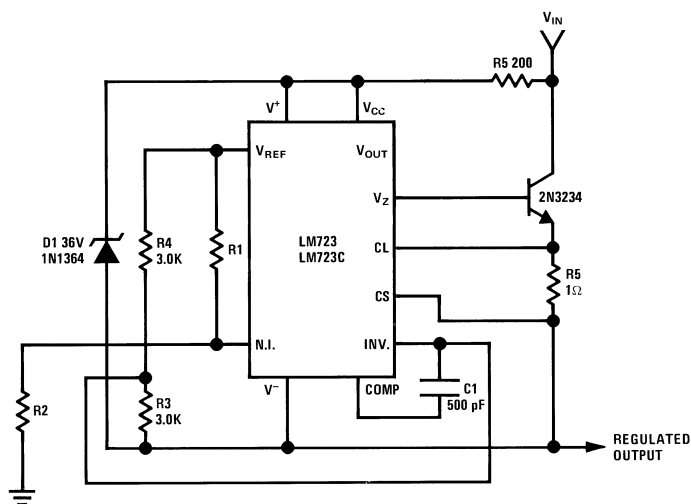 V_IN
R5 200
V+
V_CC
V_REF
V_OUT
V_Z
2N3234
D1 36V
1N1364
R4
3.0K
R1
LM723
LM723C
CL
R5
1Ω
CS
N.I.
INV.
V−
COMP
C1
500 pF
R2
R3
3.0K
REGULATED
OUTPUT